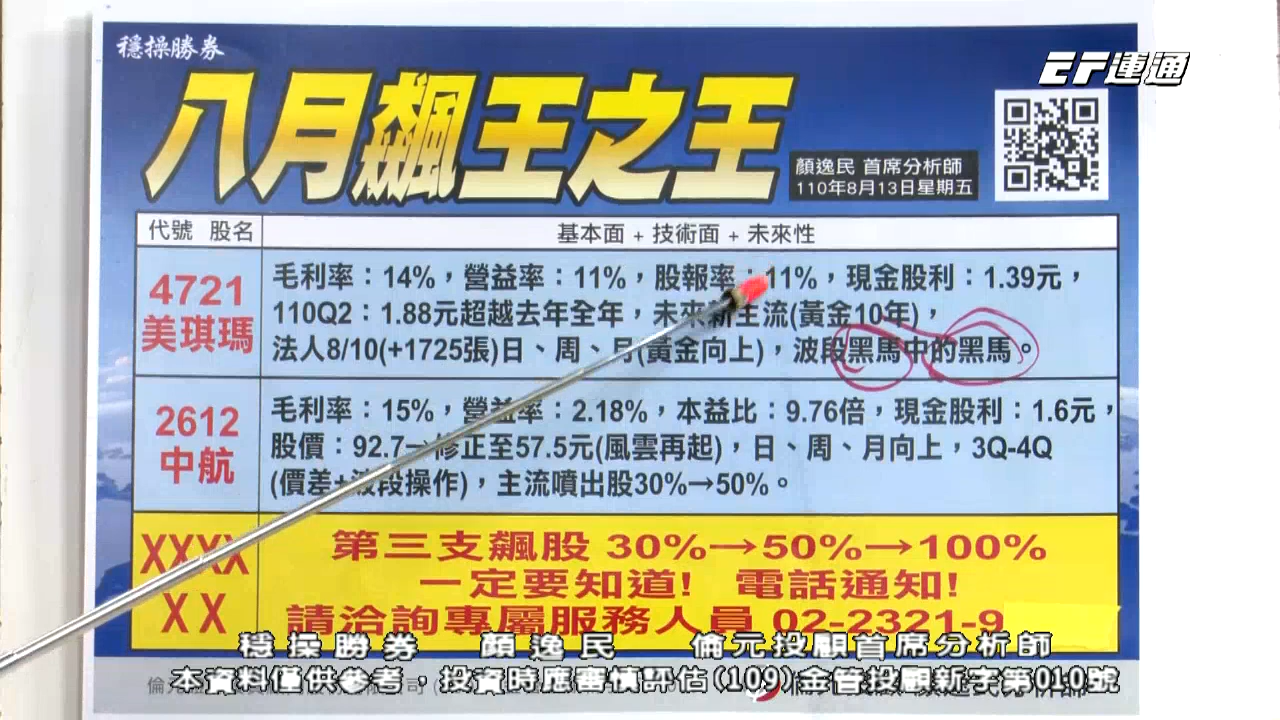 穩操勝券
EF運通
八月飆王之王
顏逸民 首席分析師
110年8月13日星期五
代號 股名
基本面 + 技術面 + 未來性
4721
美琪瑪
毛利率：14%，營益率：11%，股報率：11%，現金股利：1.39元，
110Q2：1.88元超越去年全年，未來新主流(黃金10年)，
法人8/10(+1725張)日、周、月(黃金向上)，波段黑馬中的黑馬。
2612
中航
毛利率：15%，營益率：2.18%，本益比：9.76倍，現金股利：1.6元，
股價：92.7→修正至57.5元(風雲再起)，日、周、月向上，3Q-4Q
(價差+波段操作)，主流噴出股30%→50%。
XXXX
XX
第三支飆股 30%→50%→100%
一定要知道! 電話通知!
請洽詢專屬服務人員 02-2321-9
穩操勝券 顏逸民 倫元投顧首席分析師
本資料僅供參考，投資時應審慎評估(109)金管投顧新字第010號